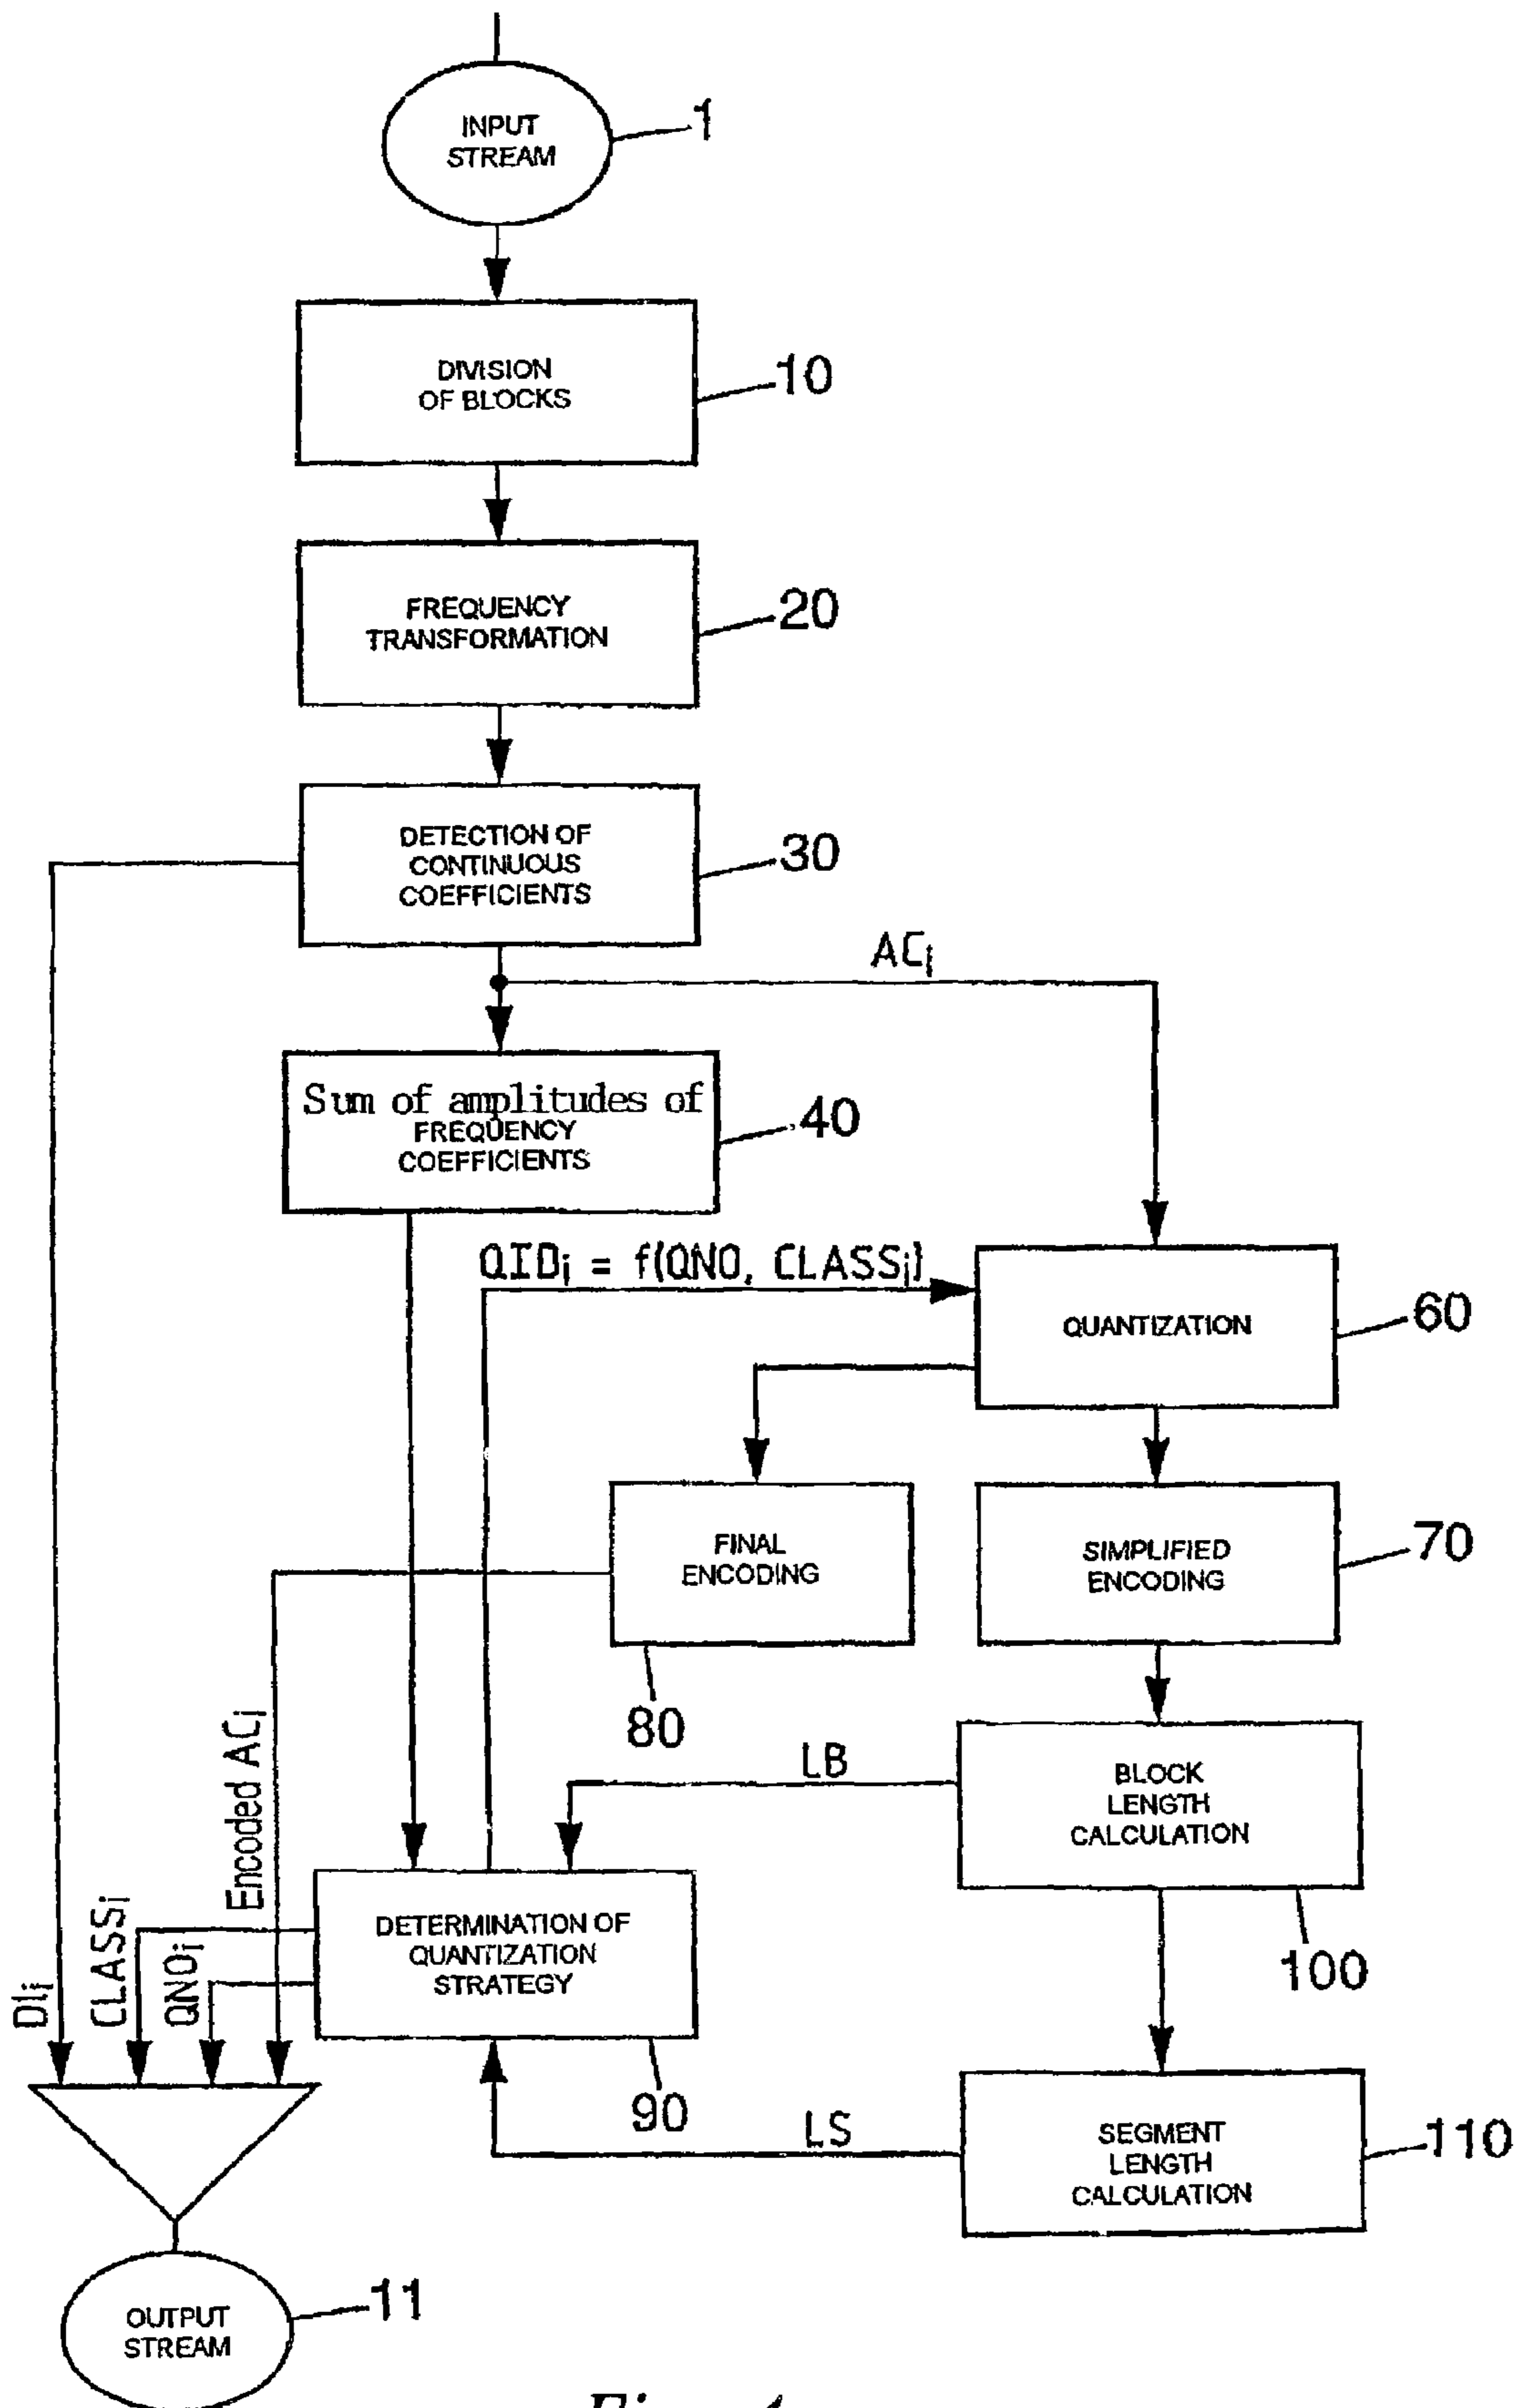 INPUT
STREAM
1
DIVISION
OF BLOCKS
10
FREQUENCY
TRANSFORMATION
20
DETECTION OF
CONTINUOUS
COEFFICIENTS
30
ACi
Sum of amplitudes of
FREQUENCY
COEFFICIENTS
40
QIDi = f(QNO, CLASSi)
QUANTIZATION
60
FINAL
ENCODING
80
SIMPLIFIED
ENCODING
70
BLOCK
LENGTH
CALCULATION
100
LB
DETERMINATION OF
QUANTIZATION
STRATEGY
90
LS
SEGMENT
LENGTH
CALCULATION
110
DIi
CLASSi
QNOi
Encoded ACi
OUTPUT
STREAM
11